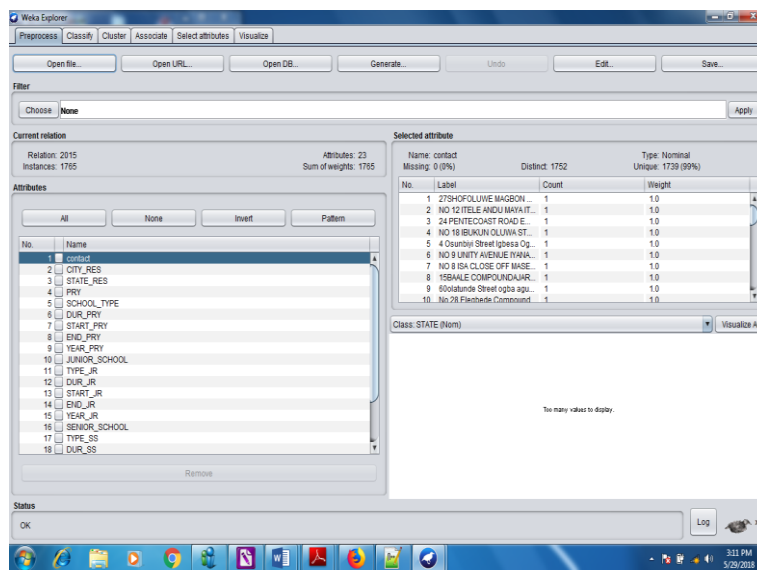 Weka Explorer
Preprocess Classify Cluster Associate Select attributes Visualize
Open file... Open URL... Open DB... Generate... Undo Edit... Save...
Filter
Choose None Apply
Current relation
Relation: 2015 Attributes: 23
Instances: 1765 Sum of weights: 1765
Attributes
All None Invert Pattern
No. Name
1 contact
2 CITY_RES
3 STATE_RES
4 PRY
5 SCHOOL_TYPE
6 DUR_PRY
7 START_PRY
8 END_PRY
9 YEAR_PRY
10 JUNIOR_SCHOOL
11 TYPE_JR
12 DUR_JR
13 START_JR
14 END_JR
15 YEAR_JR
16 SENIOR_SCHOOL
17 TYPE_SS
18 DUR_SS
Remove
Selected attribute
Name: contact Type: Nominal
Missing: 0 (0%) Distinct: 1752 Unique: 1739 (99%)
No. Label Count Weight
1 27SHOFOLUWE MAGBON ... 1 1.0
2 NO 12 ITELE ANDU MAYA IT... 1 1.0
3 24 PENTECOAST ROAD E... 1 1.0
4 NO 18 IBUKUN OLUWA ST... 1 1.0
5 4 Osunbiyi Street Igbesa Og... 1 1.0
6 NO 9 UNITY AVENUE IYANA... 1 1.0
7 NO 8 ISA CLOSE OFF MASE... 1 1.0
8 15BAALE COMPOUNDAJAR... 1 1.0
9 60olatunde Street ogba agu... 1 1.0
10 No 28 Elegbede Compound 1 1.0
Class: STATE (Nom) Visualize A
Too many values to display.
Status
OK Log
3:11 PM
5/29/2018